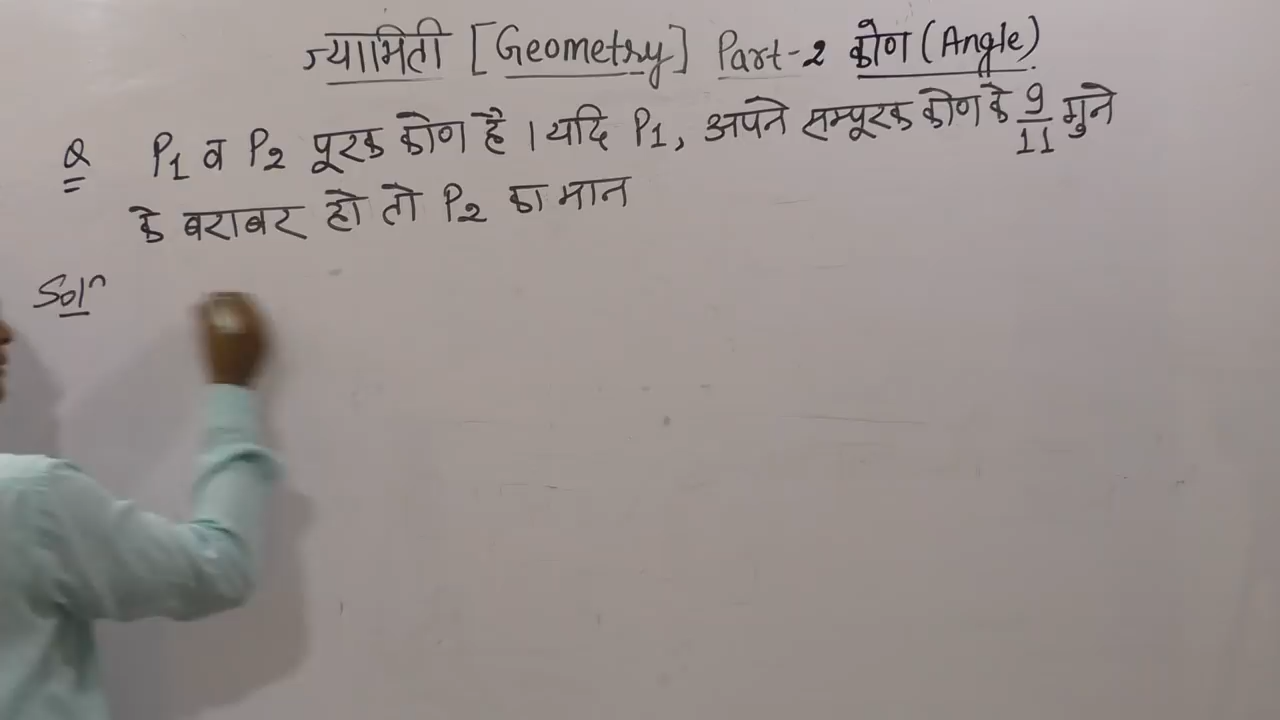 ज्यामिती [Geometry] Part-2 कोण (Angle)
Q P1 व P2 पूरक कोण है । यदि P1, अपने सम्पूरक कोण के 9/11 गुने
के बराबर हो तो P2 का मान
Solⁿ